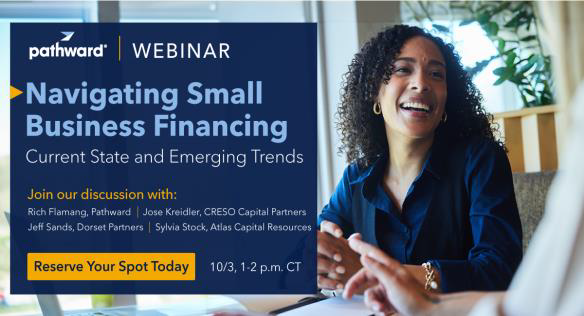 pathward®
WEBINAR
Navigating Small
Business Financing
Current State and Emerging Trends
Join our discussion with:
Rich Flamang, Pathward | Jose Kreidler, CRESO Capital Partners
Jeff Sands, Dorset Partners | Sylvia Stock, Atlas Capital Resources
Reserve Your Spot Today
10/3, 1-2 p.m. CT